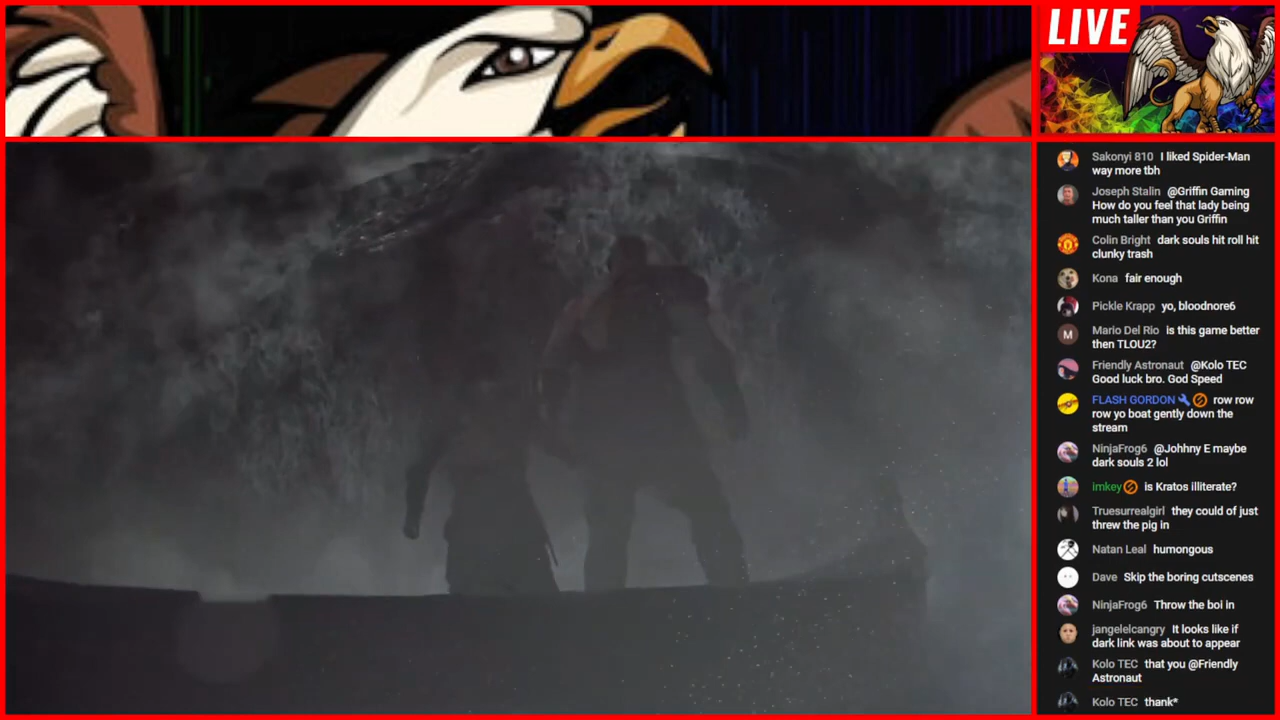 LIVE
Sakonyi 810 I liked Spider-Man
way more tbh
Joseph Stalin @Griffin Gaming
How do you feel that lady being
much taller than you Griffin
Colin Bright dark souls hit roll hit
clunky trash
Kona fair enough
Pickle Krapp yo, bloodnore6
M
Mario Del Rio is this game better
then TLOU2?
Friendly Astronaut @Kolo TEC
Good luck bro. God Speed
FLASH GORDON row row
row yo boat gently down the
stream
NinjaFrog6 @Johhny E maybe
dark souls 2 lol
imkey is Kratos illiterate?
Truesurrealgirl they could of just
threw the pig in
Natan Leal humongous
Dave Skip the boring cutscenes
NinjaFrog6 Throw the boi in
jangelelcangry It looks like if
dark link was about to appear
Kolo TEC that you @Friendly
Astronaut
Kolo TEC thank*